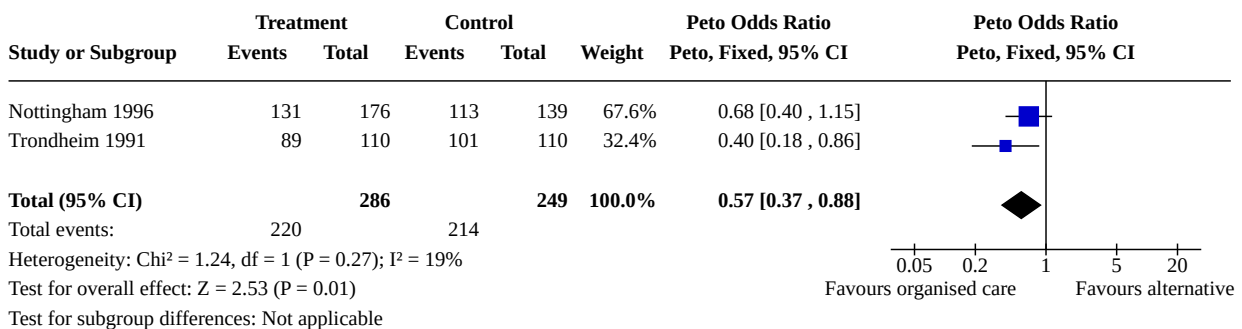 Treatment Control Peto Odds Ratio Peto Odds Ratio
Study or Subgroup Events Total Events Total Weight Peto, Fixed, 95% CI Peto, Fixed, 95% CI
Nottingham 1996 131 176 113 139 67.6% 0.68 [0.40 , 1.15]
Trondheim 1991 89 110 101 110 32.4% 0.40 [0.18 , 0.86]
Total (95% CI) 286 249 100.0% 0.57 [0.37 , 0.88]
Total events: 220 214
Heterogeneity: Chi² = 1.24, df = 1 (P = 0.27); I² = 19%
0.05 0.2 1 5 20
Test for overall effect: Z = 2.53 (P = 0.01)
Favours organised care Favours alternative
Test for subgroup differences: Not applicable